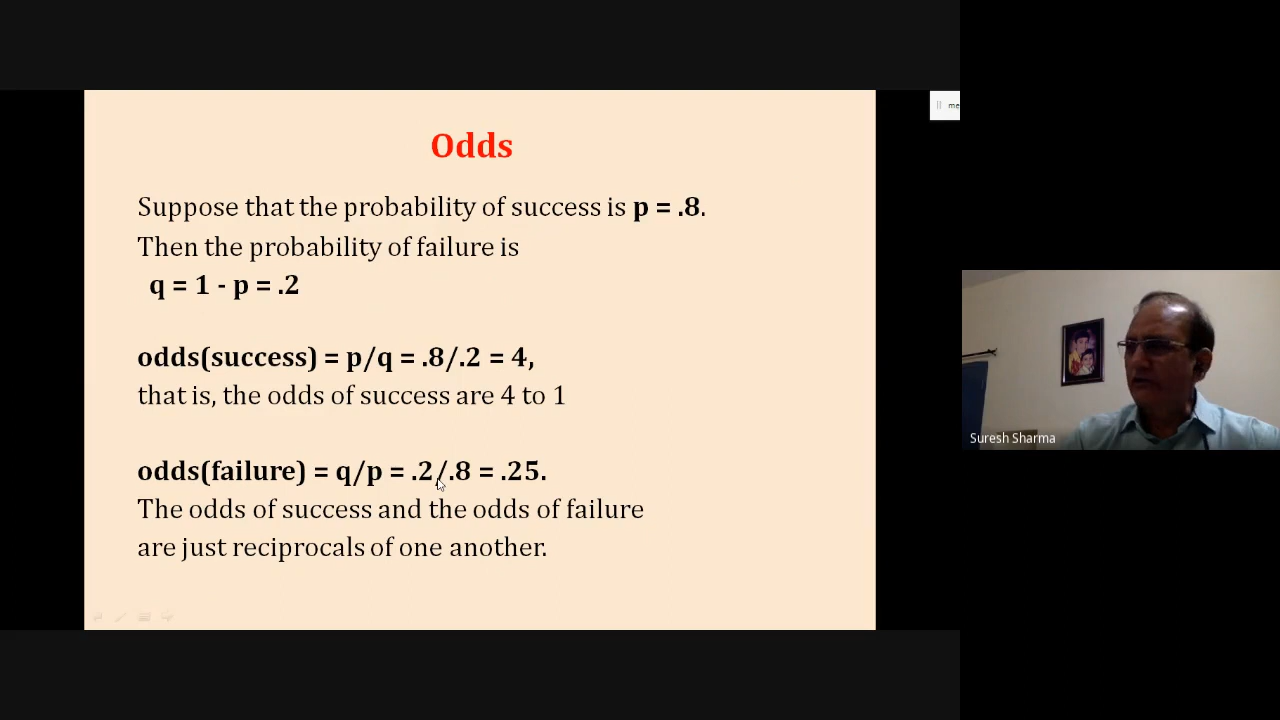 me
Odds
Suppose that the probability of success is p = .8.
Then the probability of failure is
q = 1 - p = .2
odds(success) = p/q = .8/.2 = 4,
that is, the odds of success are 4 to 1
odds(failure) = q/p = .2/.8 = .25.
The odds of success and the odds of failure
are just reciprocals of one another.
Suresh Sharma